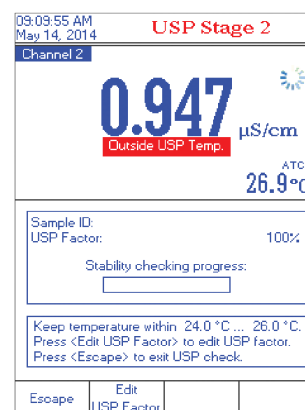 09:09:55 AM
May 14, 2014
USP Stage 2
Channel 2
0.947 µS/cm
Outside USP Temp.
ATC
26.9°C
Sample ID:
USP Factor: 100%
Stability checking progress:
Keep temperature within 24.0 °C ... 26.0 °C.
Press <Edit USP Factor> to edit USP factor.
Press <Escape> to exit USP check.
Escape
Edit
USP Factor